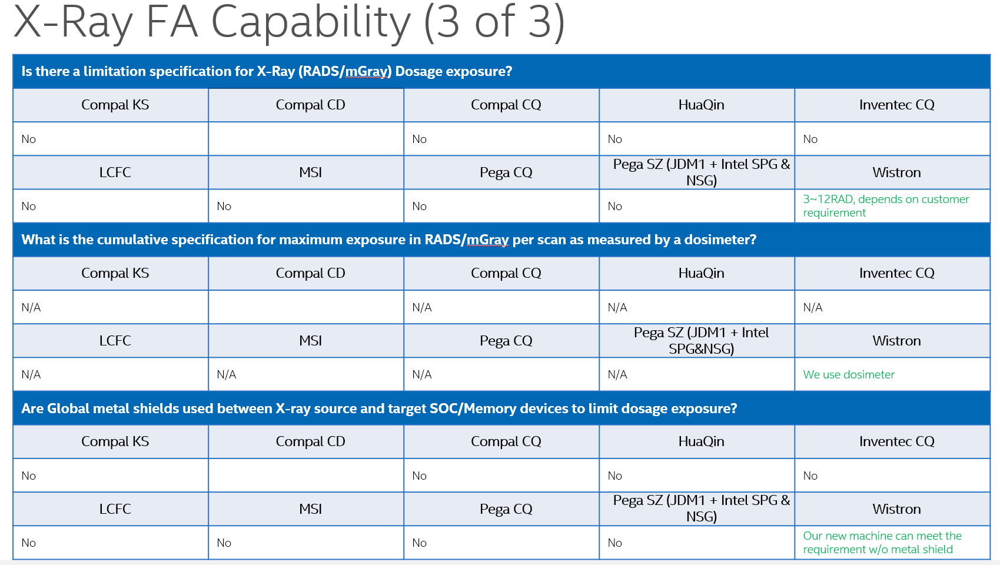 X-Ray FA Capability (3 of 3)
Is there a limitation specification for X-Ray (RADS/mGray) Dosage exposure?
Compal KS
Compal CD
Compal CQ
HuaQin
Inventec CQ
No
No
No
No
LCFC
MSI
Pega CQ
Pega SZ (JDM1 + Intel SPG &
NSG)
Wistron
No
No
No
No
3~12RAD, depends on customer
requirement
What is the cumulative specification for maximum exposure in RADS/mGray per scan as measured by a dosimeter?
Compal KS
Compal CD
Compal CQ
HuaQin
Inventec CQ
N/A
N/A
N/A
N/A
LCFC
MSI
Pega CQ
Pega SZ (JDM1 + Intel
SPG&NSG)
Wistron
N/A
N/A
N/A
N/A
We use dosimeter
Are Global metal shields used between X-ray source and target SOC/Memory devices to limit dosage exposure?
Compal KS
Compal CD
Compal CQ
HuaQin
Inventec CQ
No
No
No
No
LCFC
MSI
Pega CQ
Pega SZ (JDM1 + Intel SPG &
NSG)
Wistron
No
No
No
No
Our new machine can meet the
requirement w/o metal shield